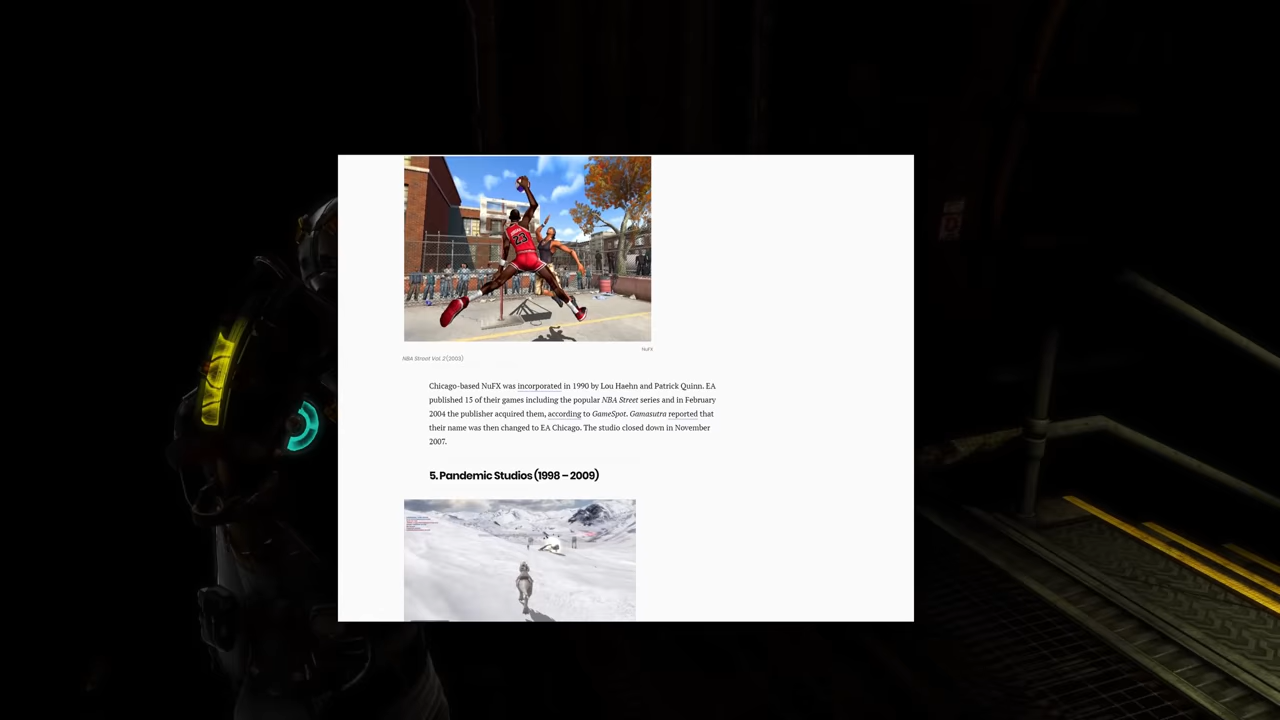 23
NuFX
NBA Street Vol. 2 (2003)
Chicago-based NuFX was incorporated in 1990 by Lou Haehn and Patrick Quinn. EA
published 15 of their games including the popular NBA Street series and in February
2004 the publisher acquired them, according to GameSpot. Gamasutra reported that
their name was then changed to EA Chicago. The studio closed down in November
2007.
5. Pandemic Studios (1998 – 2009)